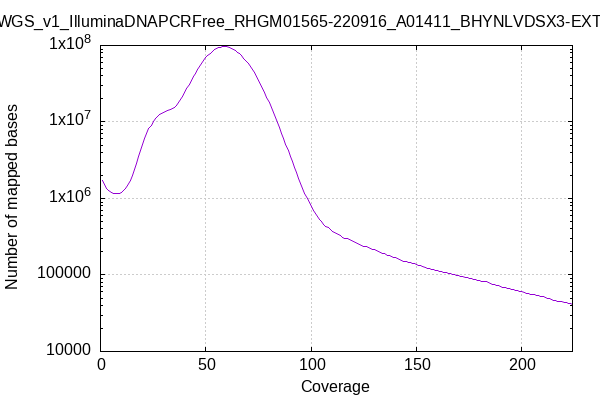 WGS_v1_IlluminaDNAPCRFree_RHGM01565-220916_A01411_BHYNLVDSX3-EXT
1x10^8
1x10^7
1x10^6
100000
10000
Number of mapped bases
0 50 100 150 200
Coverage